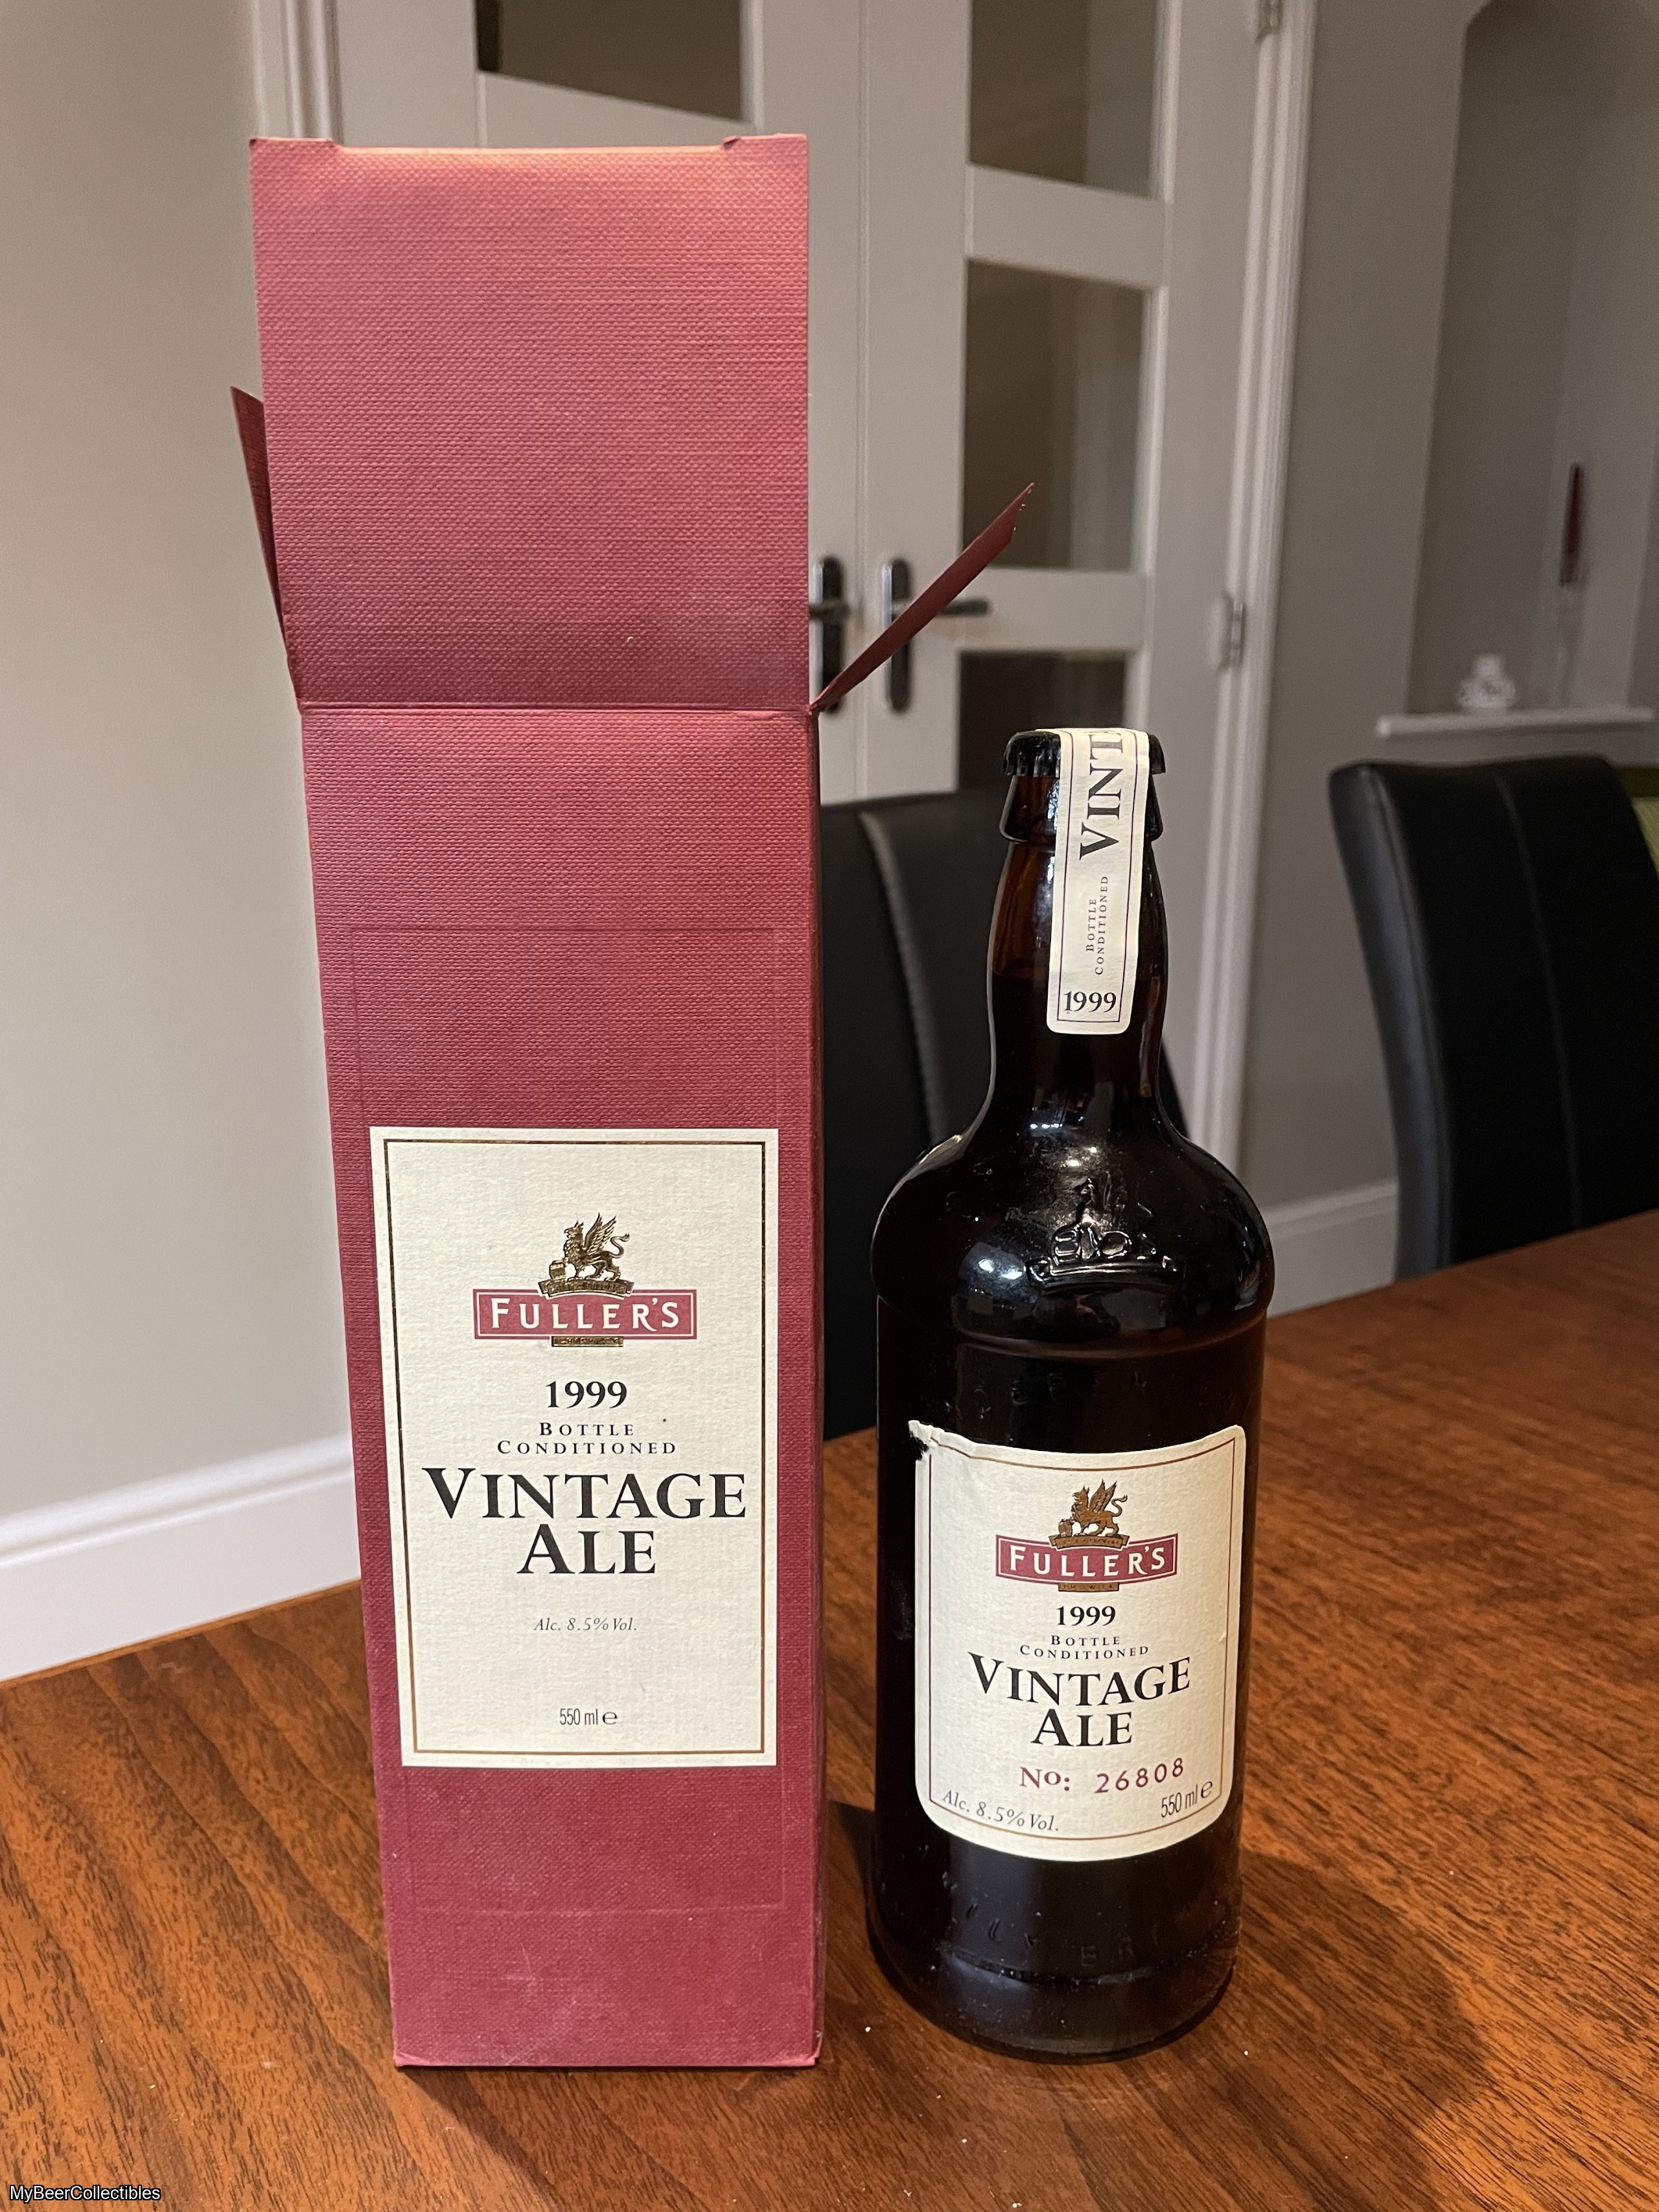 FULLER'S
1999
BOTTLE
CONDITIONED
VINTAGE
ALE
Alc. 8.5% Vol.
550 ml e
VINT
BOTTLE
CONDITIONED
1999
FULLER'S
1999
BOTTLE
CONDITIONED
VINTAGE
ALE
No: 26808
Alc. 8.5% Vol.
550 ml e
MyBeerCollectibles